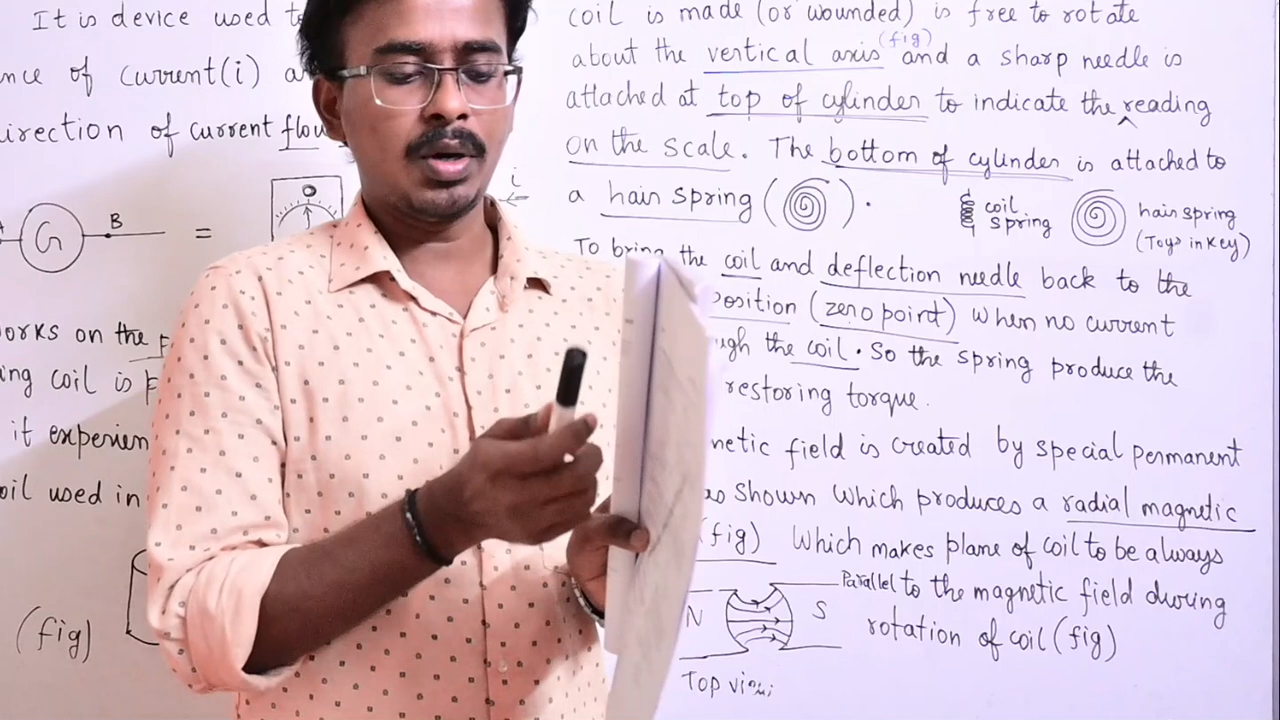 It is device used to
nce of current(i) a
irection of current flow
A
G
B
=
i
orks on the p
ing coil is p
it experien
oil used in
(fig)
coil is made (or wounded) is free to rotate
about the vertical axis (fig) and a sharp needle is
attached at top of cylinder to indicate the reading
on the scale. The bottom of cylinder is attached to
a hair spring ( ).
coil
spring
hair spring
(Toys in key)
To bring the coil and deflection needle back to the
position (zero point) when no current
ugh the coil. So the spring produce the
restoring torque.
netic field is created by special permanent
as shown which produces a radial magnetic
(fig) Which makes plane of coil to be always
Parallel to the magnetic field during
rotation of coil (fig)
N
S
Top view